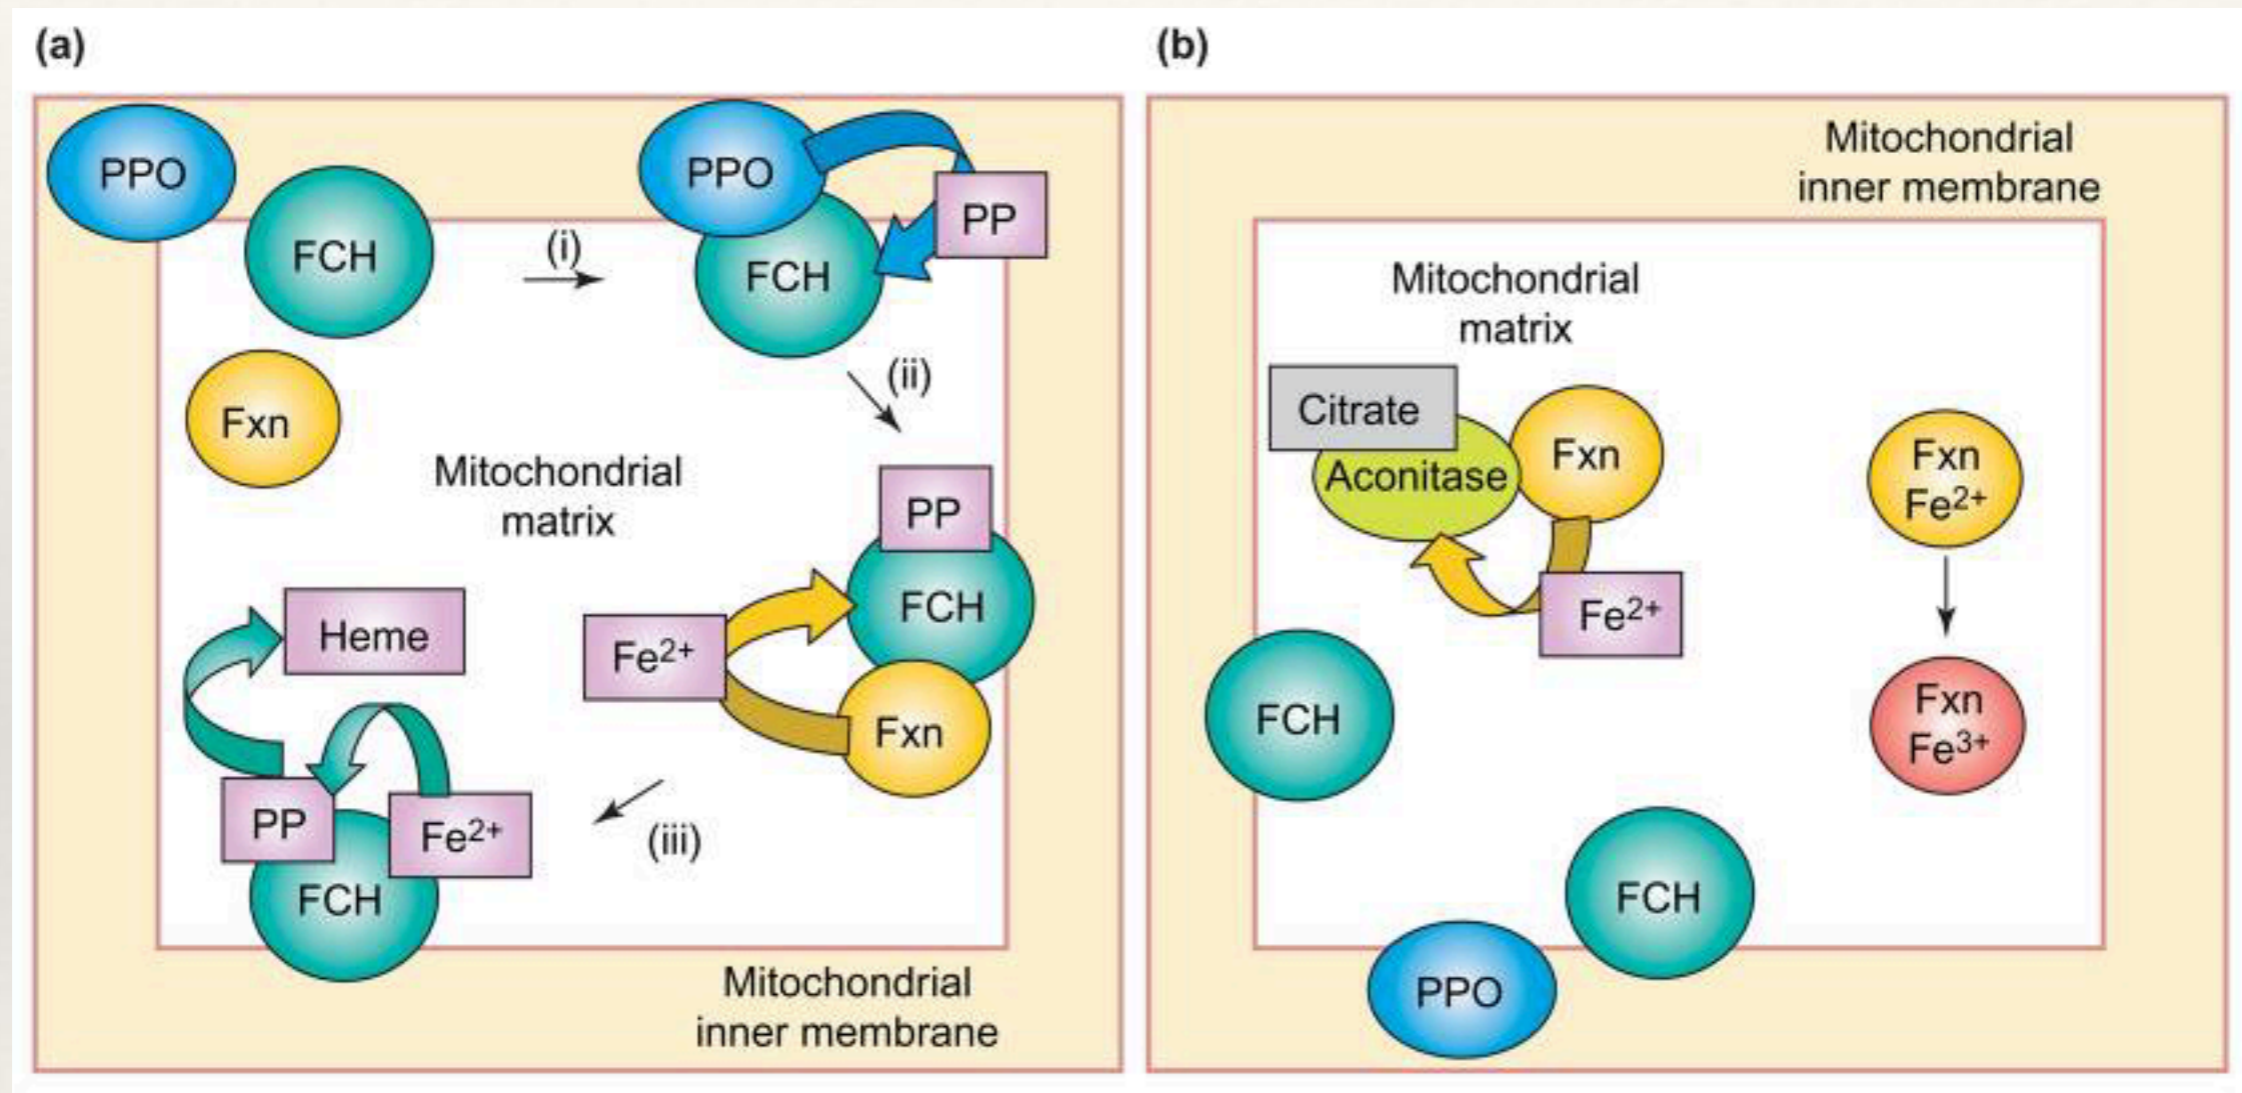 (a)
PPO
FCH
(i)
PPO
FCH
PP
(ii)
Fxn
Mitochondrial
matrix
PP
FCH
Fe²⁺
Fxn
Heme
PP
Fe²⁺
FCH
(iii)
Mitochondrial
inner membrane
(b)
Mitochondrial
inner membrane
Mitochondrial
matrix
Citrate
Aconitase
Fxn
Fe²⁺
Fxn
Fe²⁺
Fxn
Fe³⁺
FCH
FCH
PPO